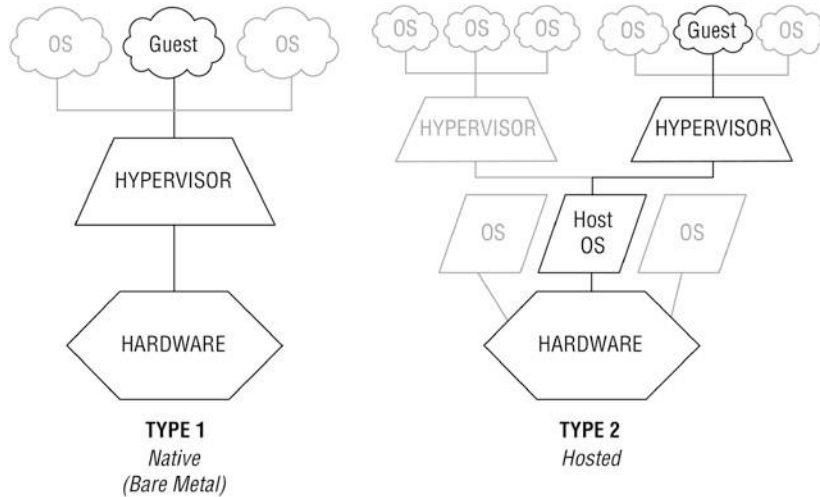 OS
Guest
OS
HYPERVISOR
HARDWARE
TYPE 1
Native
(Bare Metal)
OS
OS
OS
OS
Guest
OS
HYPERVISOR
HYPERVISOR
OS
Host
OS
OS
HARDWARE
TYPE 2
Hosted